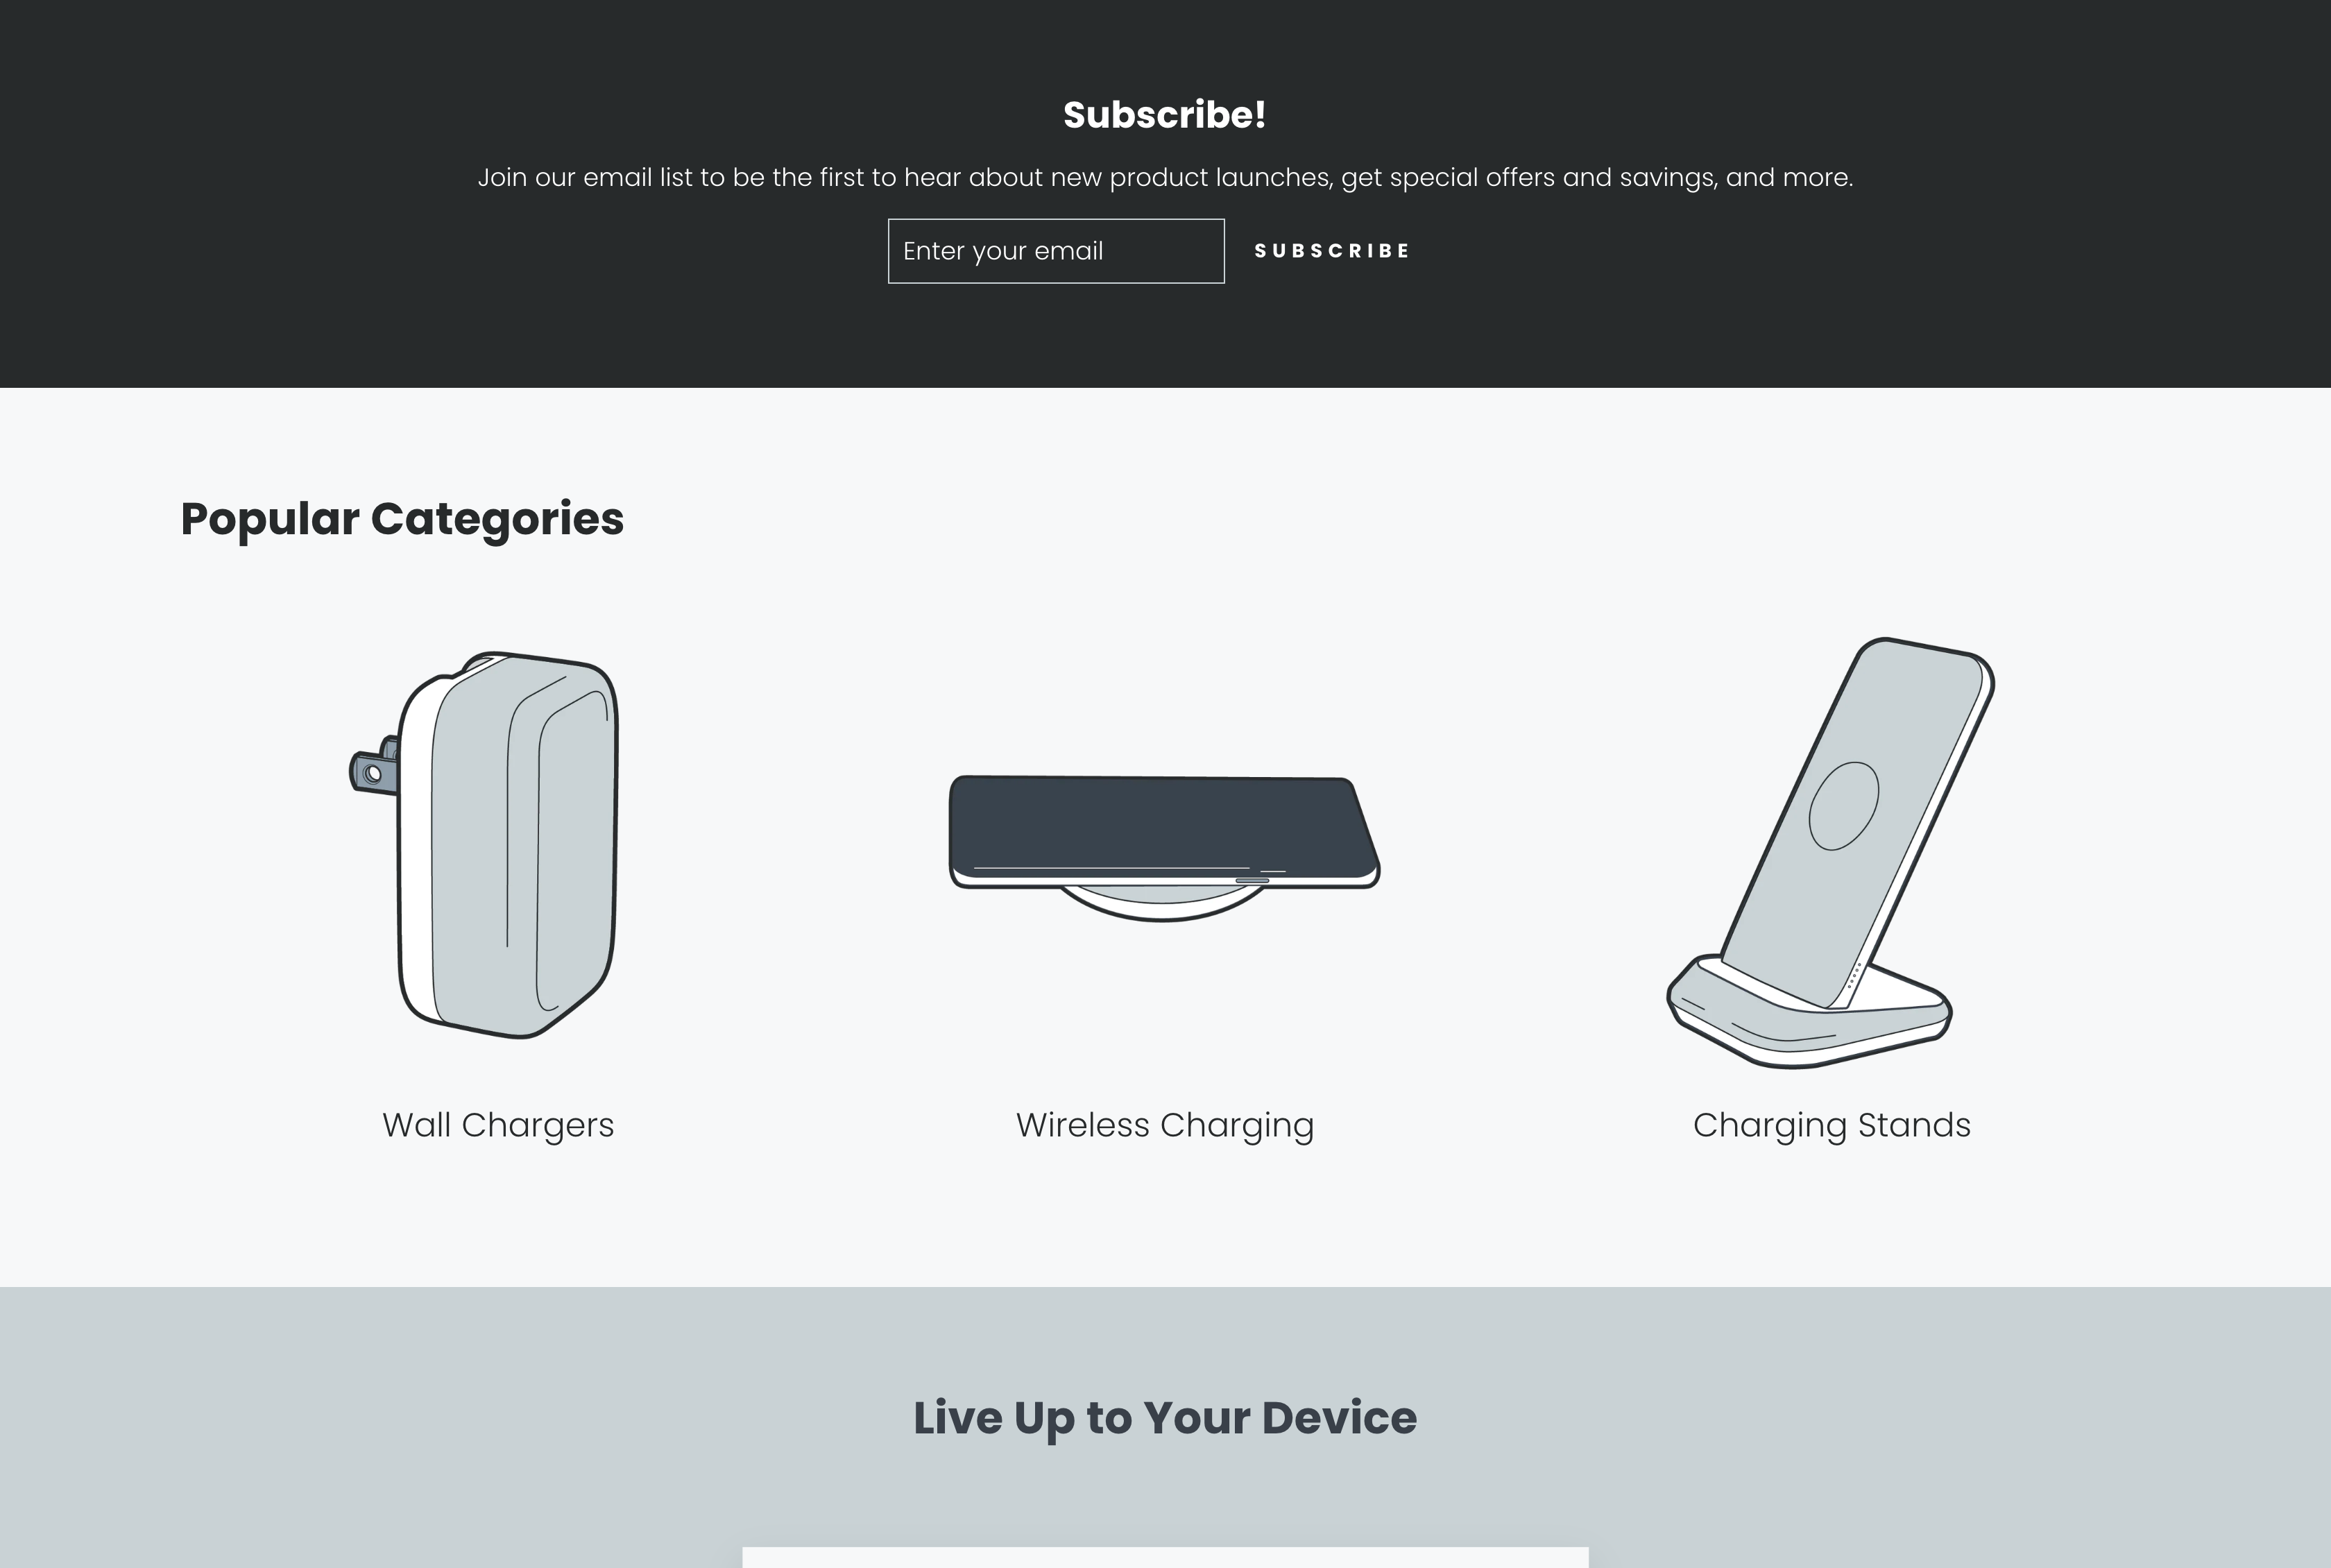 Subscribe!
Join our email list to be the first to hear about new product launches, get special offers and savings, and more.
Enter your email
SUBSCRIBE
Popular Categories
Wall Chargers
Wireless Charging
Charging Stands
Live Up to Your Device